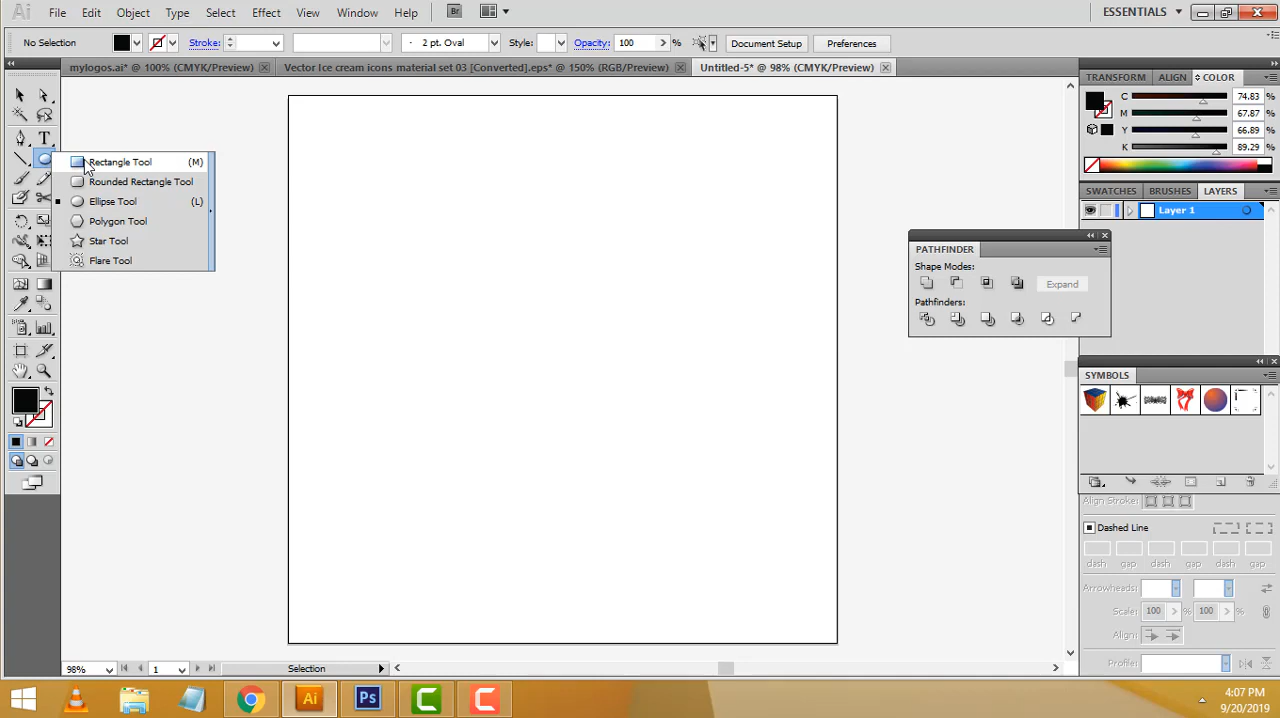 Ai File Edit Object Type Select Effect View Window Help Br ESSENTIALS
No Selection Stroke: 2 pt. Oval Style: Opacity: 100 % Document Setup Preferences
mylogos.ai* @ 100% (CMYK/Preview) Vector Ice cream icons material set 03 [Converted].eps* @ 150% (RGB/Preview) Untitled-5* @ 98% (CMYK/Preview)
TRANSFORM ALIGN COLOR
C 74.83 %
M 67.87 %
Y 66.89 %
K 89.29 %
T
Rectangle Tool (M)
Rounded Rectangle Tool
Ellipse Tool (L)
Polygon Tool
Star Tool
Flare Tool
SWATCHES BRUSHES LAYERS
Layer 1
PATHFINDER
Shape Modes:
Expand
Pathfinders:
SYMBOLS
Align Stroke:
Dashed Line
dash gap dash gap dash gap
Arrowheads:
Scale: 100 % 100 %
Align:
Profile:
98% 1 Selection
Ai Ps C C
4:07 PM
9/20/2019